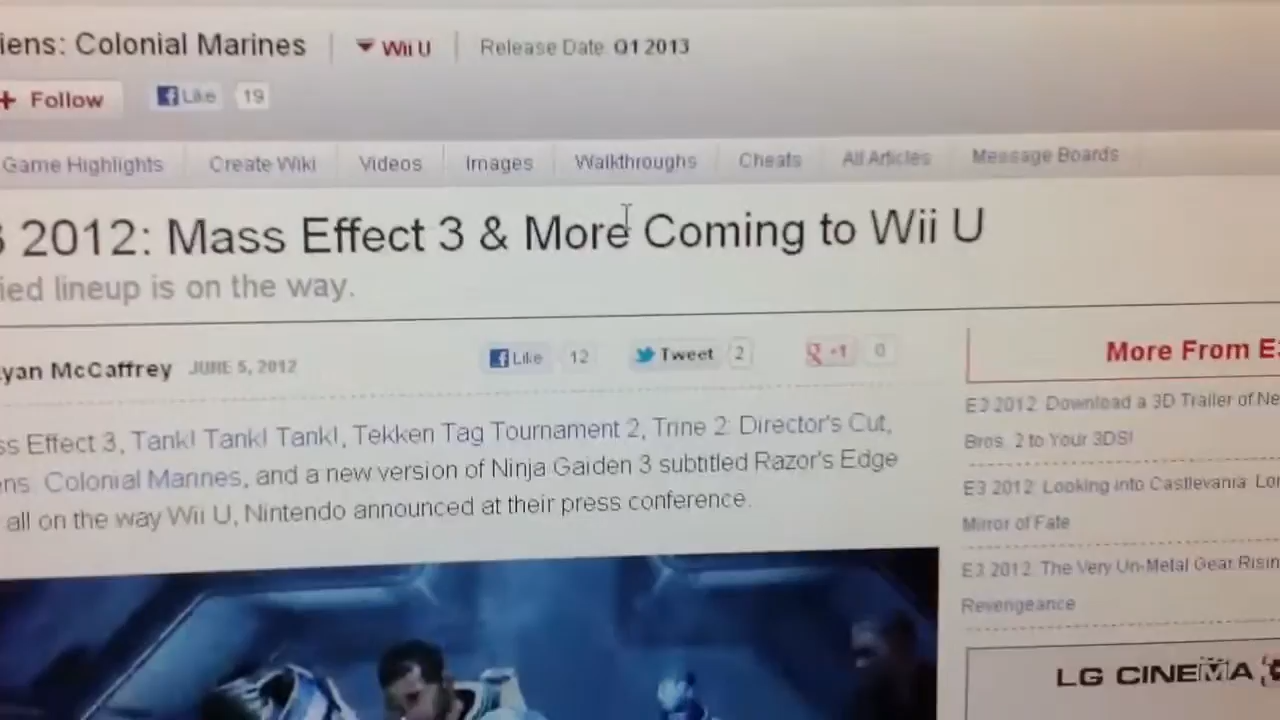 iens: Colonial Marines Wii U Release Date: Q1 2013
+ Follow Like 19
Game Highlights Create Wiki Videos Images Walkthroughs Cheats All Articles Message Boards
3 2012: Mass Effect 3 & More Coming to Wii U
ied lineup is on the way.
yan McCaffrey JUNE 5, 2012 Like 12 Tweet 2 +1 0
ss Effect 3, Tank! Tank! Tank!, Tekken Tag Tournament 2, Trine 2: Director's Cut,
ens: Colonial Marines, and a new version of Ninja Gaiden 3 subtitled Razor's Edge
all on the way Wii U, Nintendo announced at their press conference.
More From E3
E3 2012: Download a 3D Trailer of Ne
Bros. 2 to Your 3DS!
E3 2012: Looking into Castlevania: Lor
Mirror of Fate
E3 2012: The Very Un-Metal Gear Risin
Revengeance
LG CINEMA